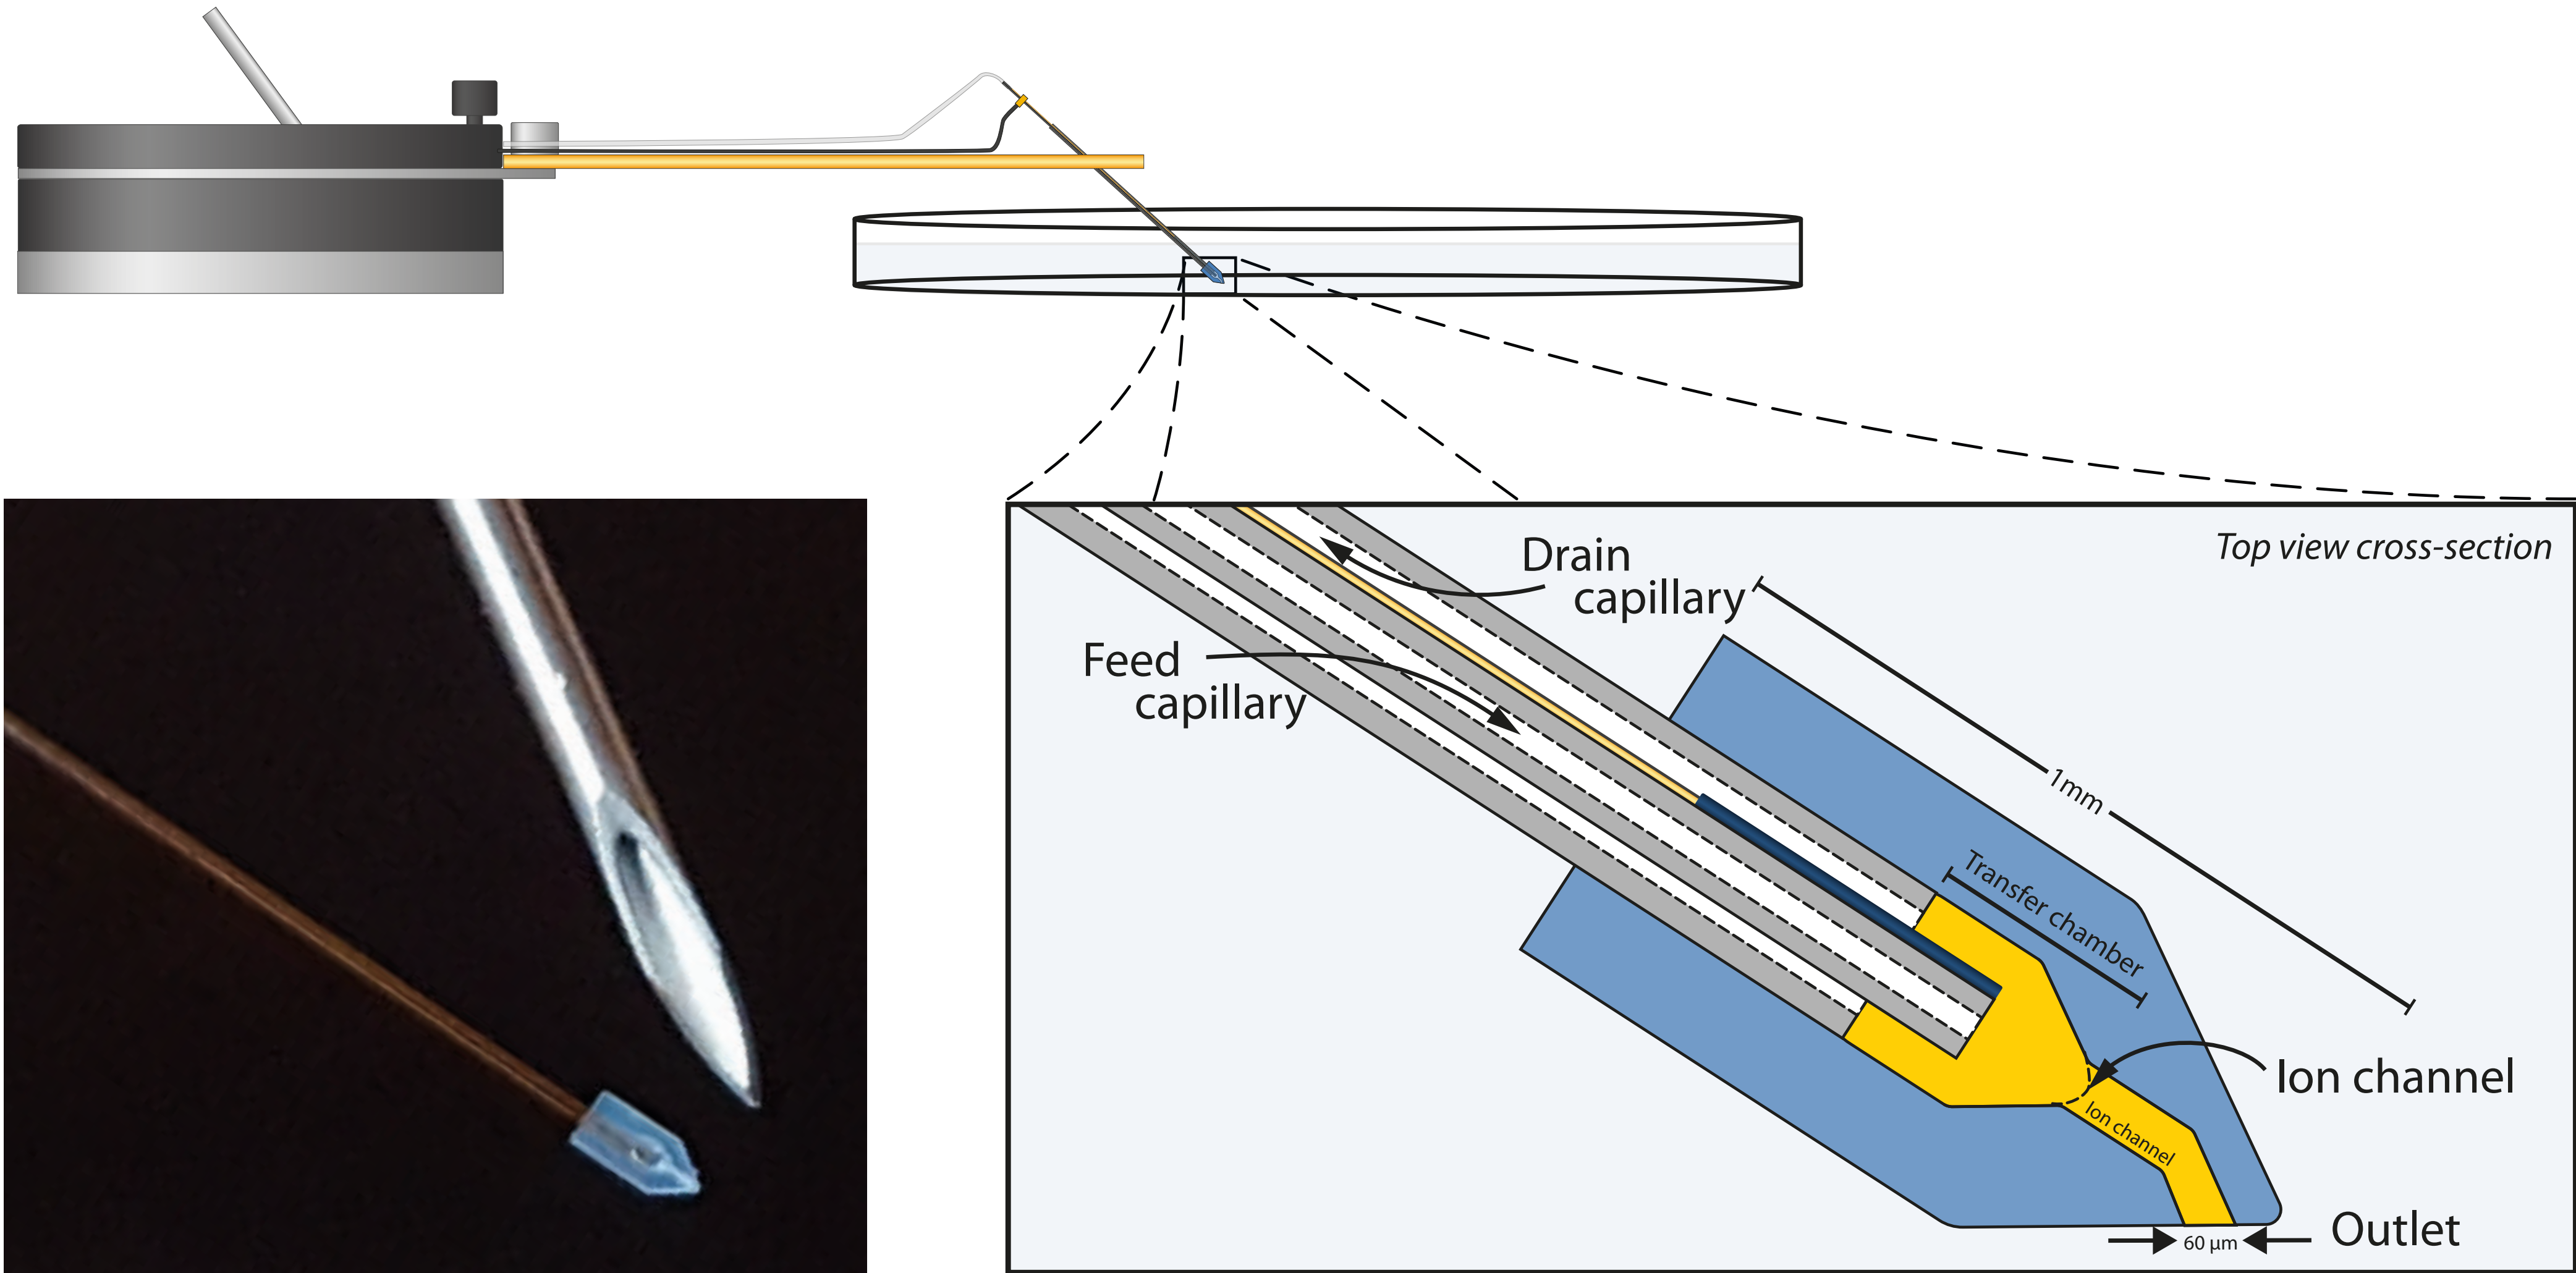 Top view cross-section
Drain
capillary
Feed
capillary
1mm
Transfer chamber
Ion channel
Ion channel
Outlet
60 µm